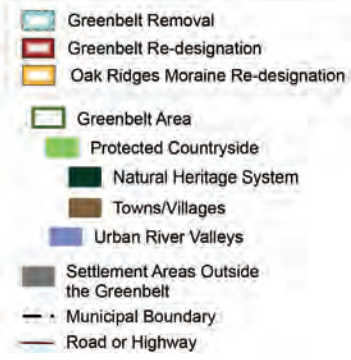 Greenbelt Removal
Greenbelt Re-designation
Oak Ridges Moraine Re-designation
Greenbelt Area
Protected Countryside
Natural Heritage System
Towns/Villages
Urban River Valleys
Settlement Areas Outside
the Greenbelt
Municipal Boundary
Road or Highway